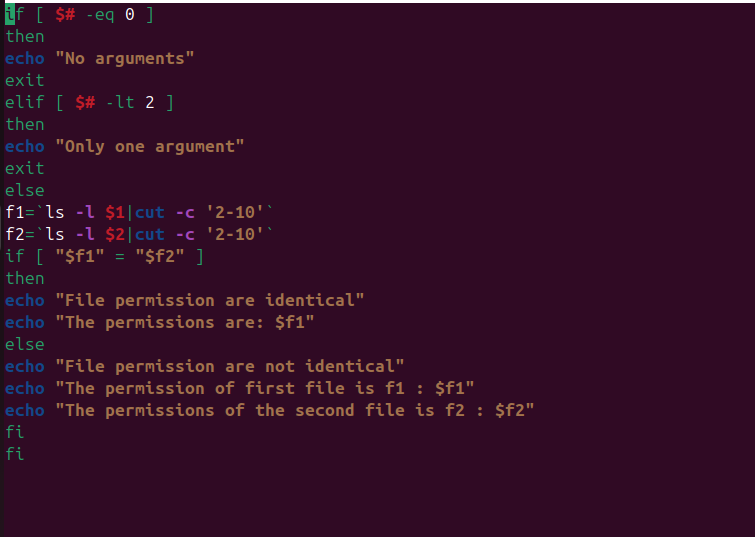 if [ $# -eq 0 ]
then
echo "No arguments"
exit
elif [ $# -lt 2 ]
then
echo "Only one argument"
exit
else
f1=`ls -l $1|cut -c '2-10'`
f2=`ls -l $2|cut -c '2-10'`
if [ "$f1" = "$f2" ]
then
echo "File permission are identical"
echo "The permissions are: $f1"
else
echo "File permission are not identical"
echo "The permission of first file is f1 : $f1"
echo "The permissions of the second file is f2 : $f2"
fi
fi